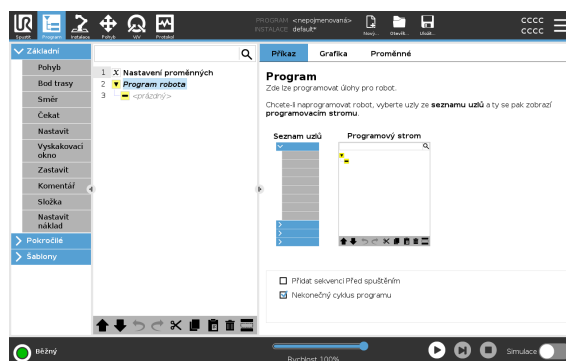 PROGRAM <nepojmenovaná>
INSTALACE default*
Spustit Program Instalace Pohyb V/V Protokol
Nový... Otevřít... Uložit...
CCCC
CCCC
Základní
Pohyb
Bod trasy
Směr
Čekat
Nastavit
Vyskakovací
okno
Zastavit
Komentář
Složka
Nastavit
náklad
Pokročilé
Šablony
1 X Nastavení proměnných
2 Program robota
3 <prázdný>
Příkaz Grafika Proměnné
Program
Zde lze programovat úlohy pro robot.
Chcete-li naprogramovat robot, vyberte uzly ze seznamu uzlů a ty se pak zobrazí
programovacím stromu.
Seznam uzlů Programový strom
Přidat sekvenci Před spuštěním
Nekonečný cyklus programu
Běžný
Rychlost 100%
Simulace